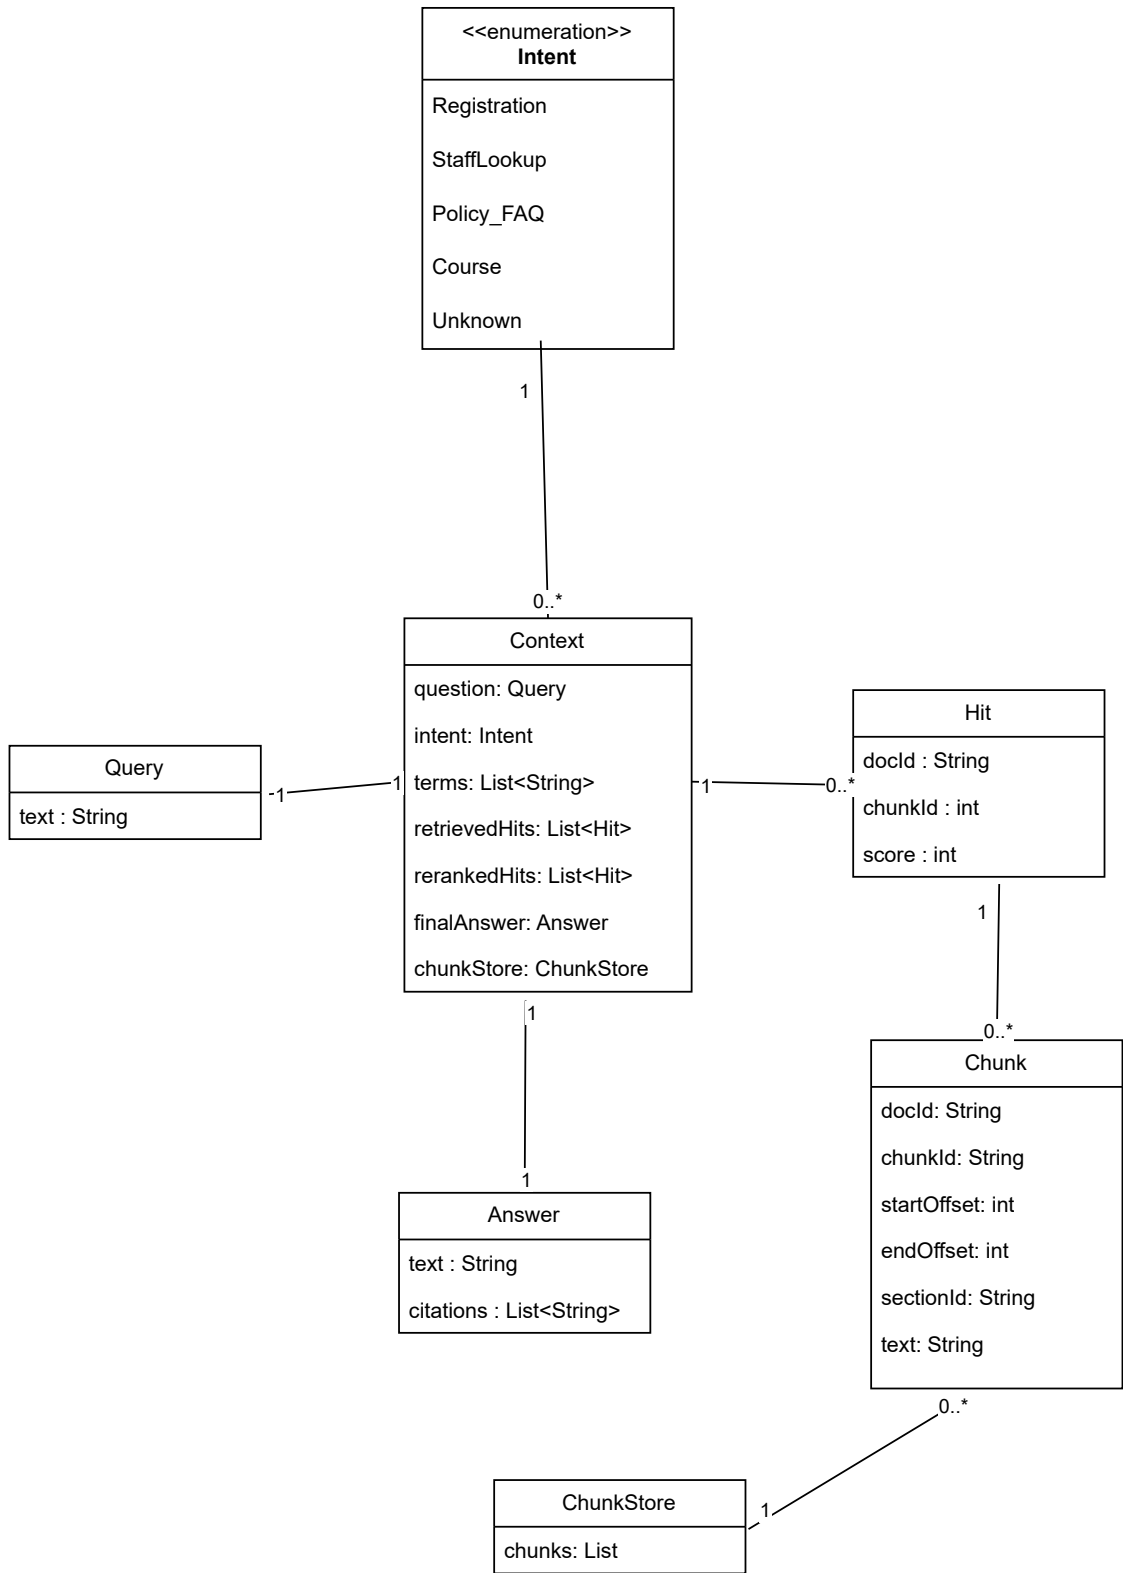 <<enumeration>>
Intent
Registration
StaffLookup
Policy_FAQ
Course
Unknown
1
0..*
Context
question: Query
intent: Intent
terms: List<String>
retrievedHits: List<Hit>
rerankedHits: List<Hit>
finalAnswer: Answer
chunkStore: ChunkStore
Query
text : String
1
1
1
0..*
Hit
docId : String
chunkId : int
score : int
1
0..*
Chunk
docId: String
chunkId: String
startOffset: int
endOffset: int
sectionId: String
text: String
1
1
Answer
text : String
citations : List<String>
0..*
1
ChunkStore
chunks: List